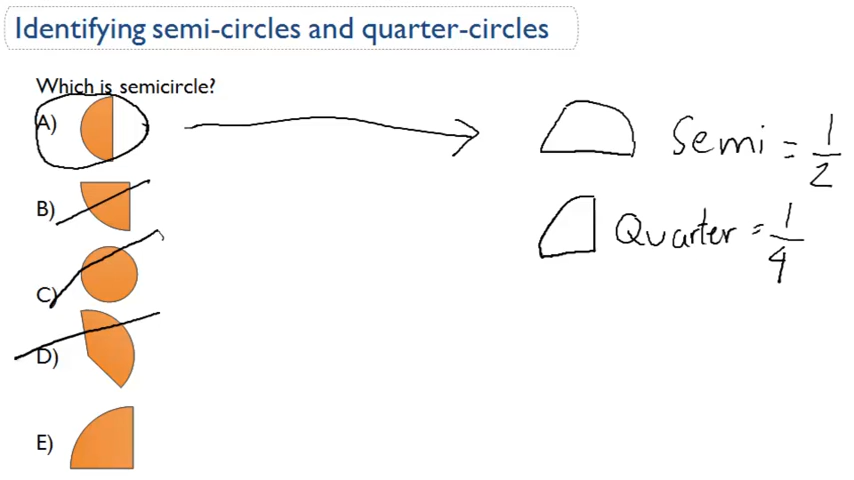 Identifying semi-circles and quarter-circles
Which is semicircle?
A)
Semi = 1/2
B)
Quarter = 1/4
C)
D)
E)